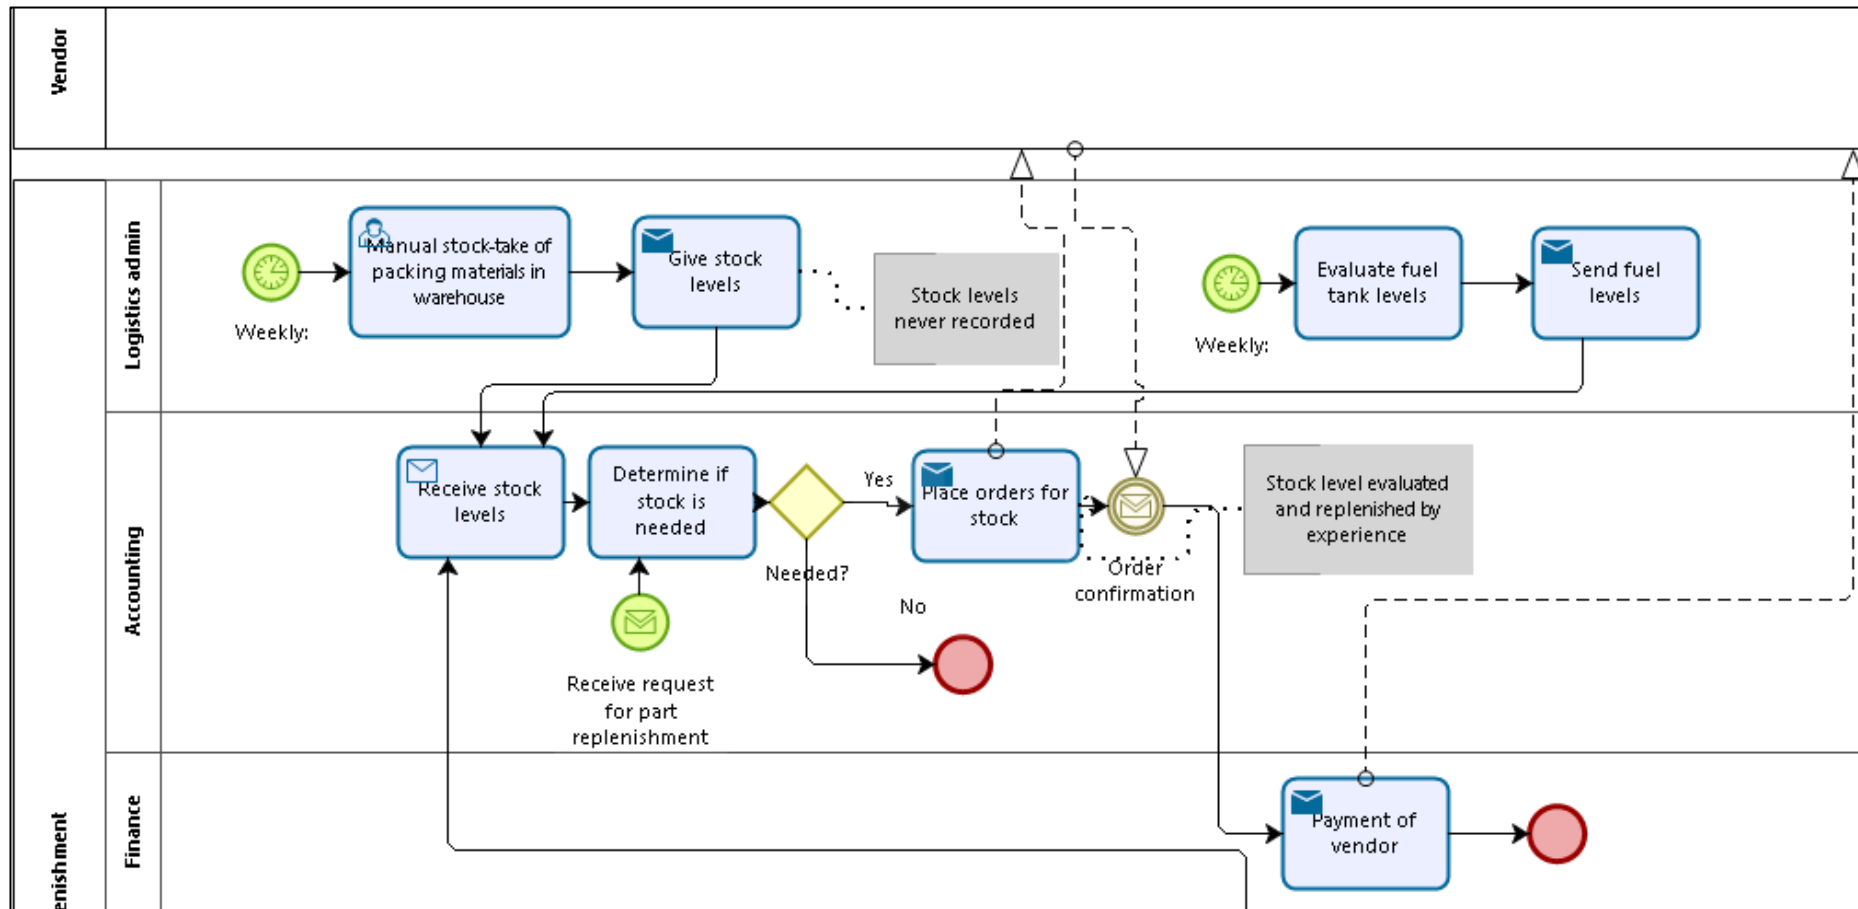 Vendor
Logistics admin
Weekly:
Manual stock-take of
packing materials in
warehouse
Give stock
levels
Stock levels
never recorded
Weekly:
Evaluate fuel
tank levels
Send fuel
levels
Accounting
Receive stock
levels
Determine if
stock is
needed
Needed?
Yes
No
Place orders for
stock
Order
confirmation
Stock level evaluated
and replenished by
experience
Receive request
for part
replenishment
enishment
Finance
Payment of
vendor